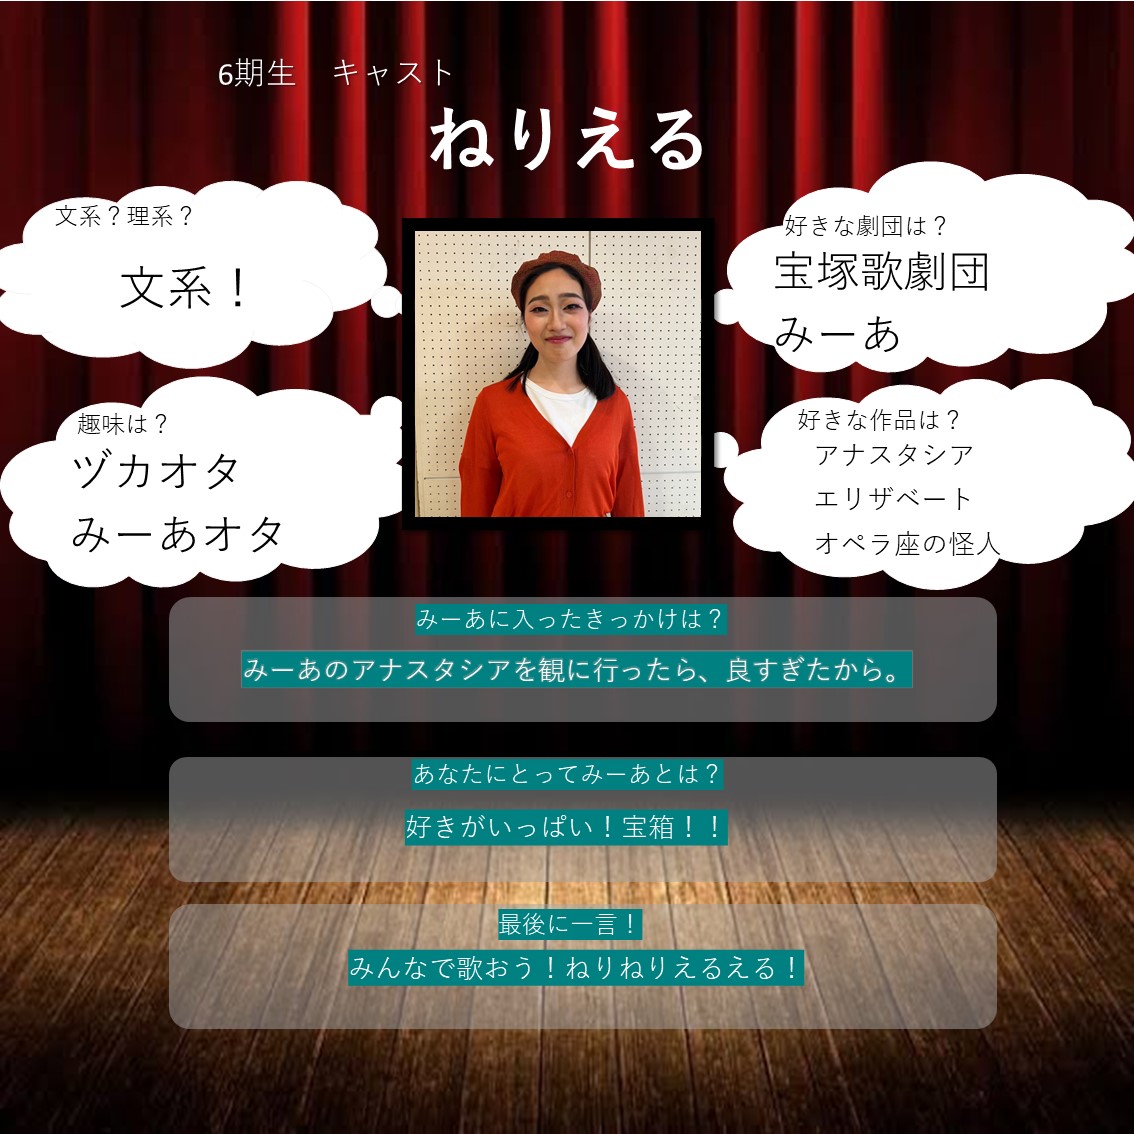 6期生　キャスト
ねりえる
文系？理系？
文系！
好きな劇団は？
宝塚歌劇団
みーあ
趣味は？
ヅカオタ
みーあオタ
好きな作品は？
アナスタシア
エリザベート
オペラ座の怪人
みーあに入ったきっかけは？
みーあのアナスタシアを観に行ったら、良すぎたから。
あなたにとってみーあとは？
好きがいっぱい！宝箱！！
最後に一言！
みんなで歌おう！ねりねりえるえる！